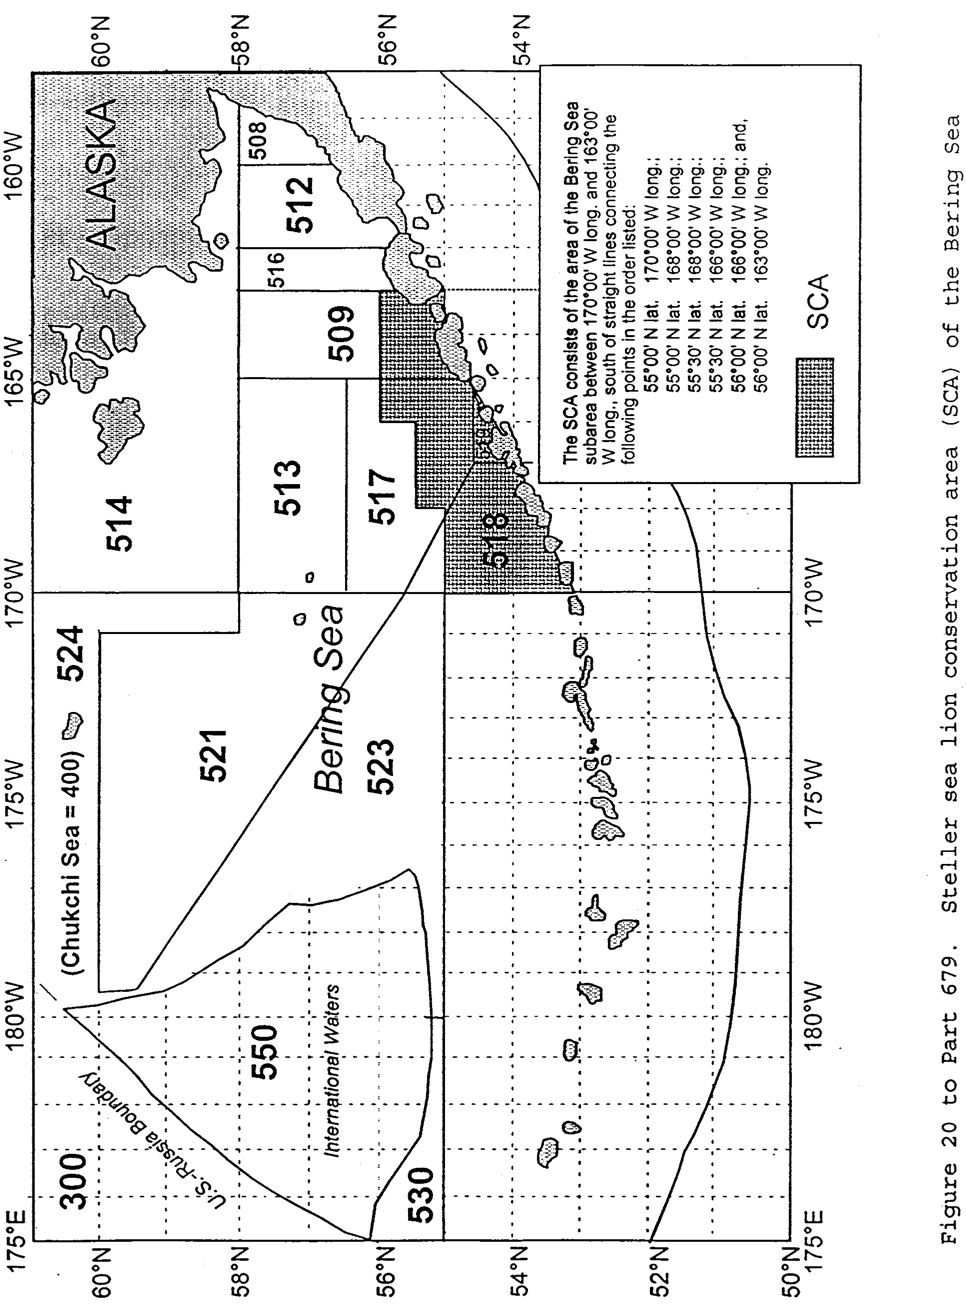 175°E
180°W
175°W
170°W
165°W
160°W
60°N
58°N
56°N
54°N
60°N
58°N
56°N
54°N
52°N
50°N
175°E
180°W
175°W
170°W
ALASKA
300
(Chukchi Sea = 400)
524
514
U.S.-Russia Boundary
521
508
512
516
513
509
550
Bering Sea
International Waters
523
517
530
518
519
The SCA consists of the area of the Bering Sea
subarea between 170°00' W long. and 163°00'
W long., south of straight lines connecting the
following points in the order listed:
55°00' N lat. 170°00' W long.;
55°00' N lat. 168°00' W long.;
55°30' N lat. 168°00' W long.;
55°30' N lat. 166°00' W long.;
56°00' N lat. 166°00' W long.; and,
56°00' N lat. 163°00' W long.
SCA
Figure 20 to Part 679. Steller sea lion conservation area (SCA) of the Bering Sea